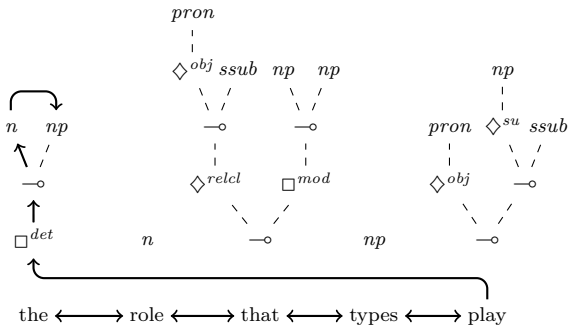 pron
◇obj ssub np np np
n np ⊸ ⊸ pron ◇su ssub
⊸ ◇relcl □mod ◇obj ⊸
□det n ⊸ np ⊸
the role that types play